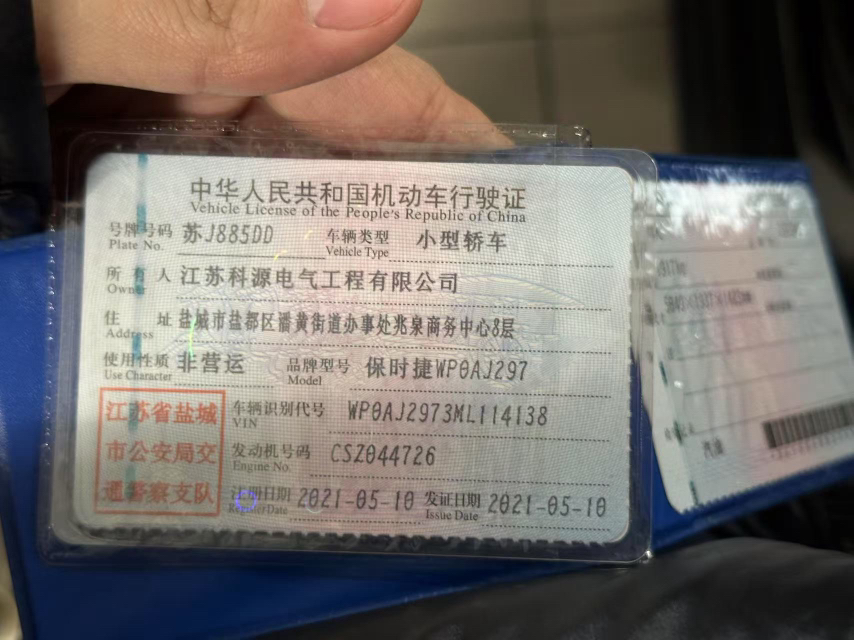 中华人民共和国机动车行驶证
Vehicle License of the People's Republic of China
号牌号码 苏J885DD 车辆类型 小型轿车
Plate No. Vehicle Type
所有人 江苏科源电气工程有限公司
Owner
住址 盐城市盐都区潘黄街道办事处兆泉商务中心8层
Address
使用性质 非营运 品牌型号 保时捷WP0AJ297
Use Character Model
江苏省盐城
市公安局交
通警察支队
车辆识别代号 WP0AJ2973ML114138
VIN
发动机号码 CSZ044726
Engine No.
注册日期 2021-05-10 发证日期 2021-05-10
Register Date Issue Date
汽油